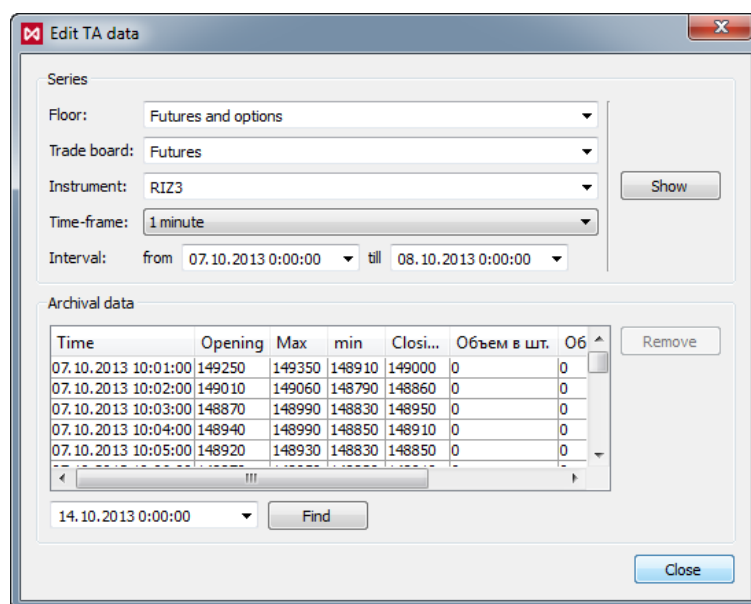 Edit TA data
Series
Floor: Futures and options
Trade board: Futures
Instrument: RIZ3 Show
Time-frame: 1 minute
Interval: from 07.10.2013 0:00:00 till 08.10.2013 0:00:00
Archival data
Time Opening Max min Closi... Объем в шт. Об Remove
07.10.2013 10:01:00 149250 149350 148910 149000 0 0
07.10.2013 10:02:00 149010 149060 148790 148860 0 0
07.10.2013 10:03:00 148870 148990 148830 148950 0 0
07.10.2013 10:04:00 148940 148990 148850 148910 0 0
07.10.2013 10:05:00 148920 148930 148830 148850 0 0
14.10.2013 0:00:00 Find
Close